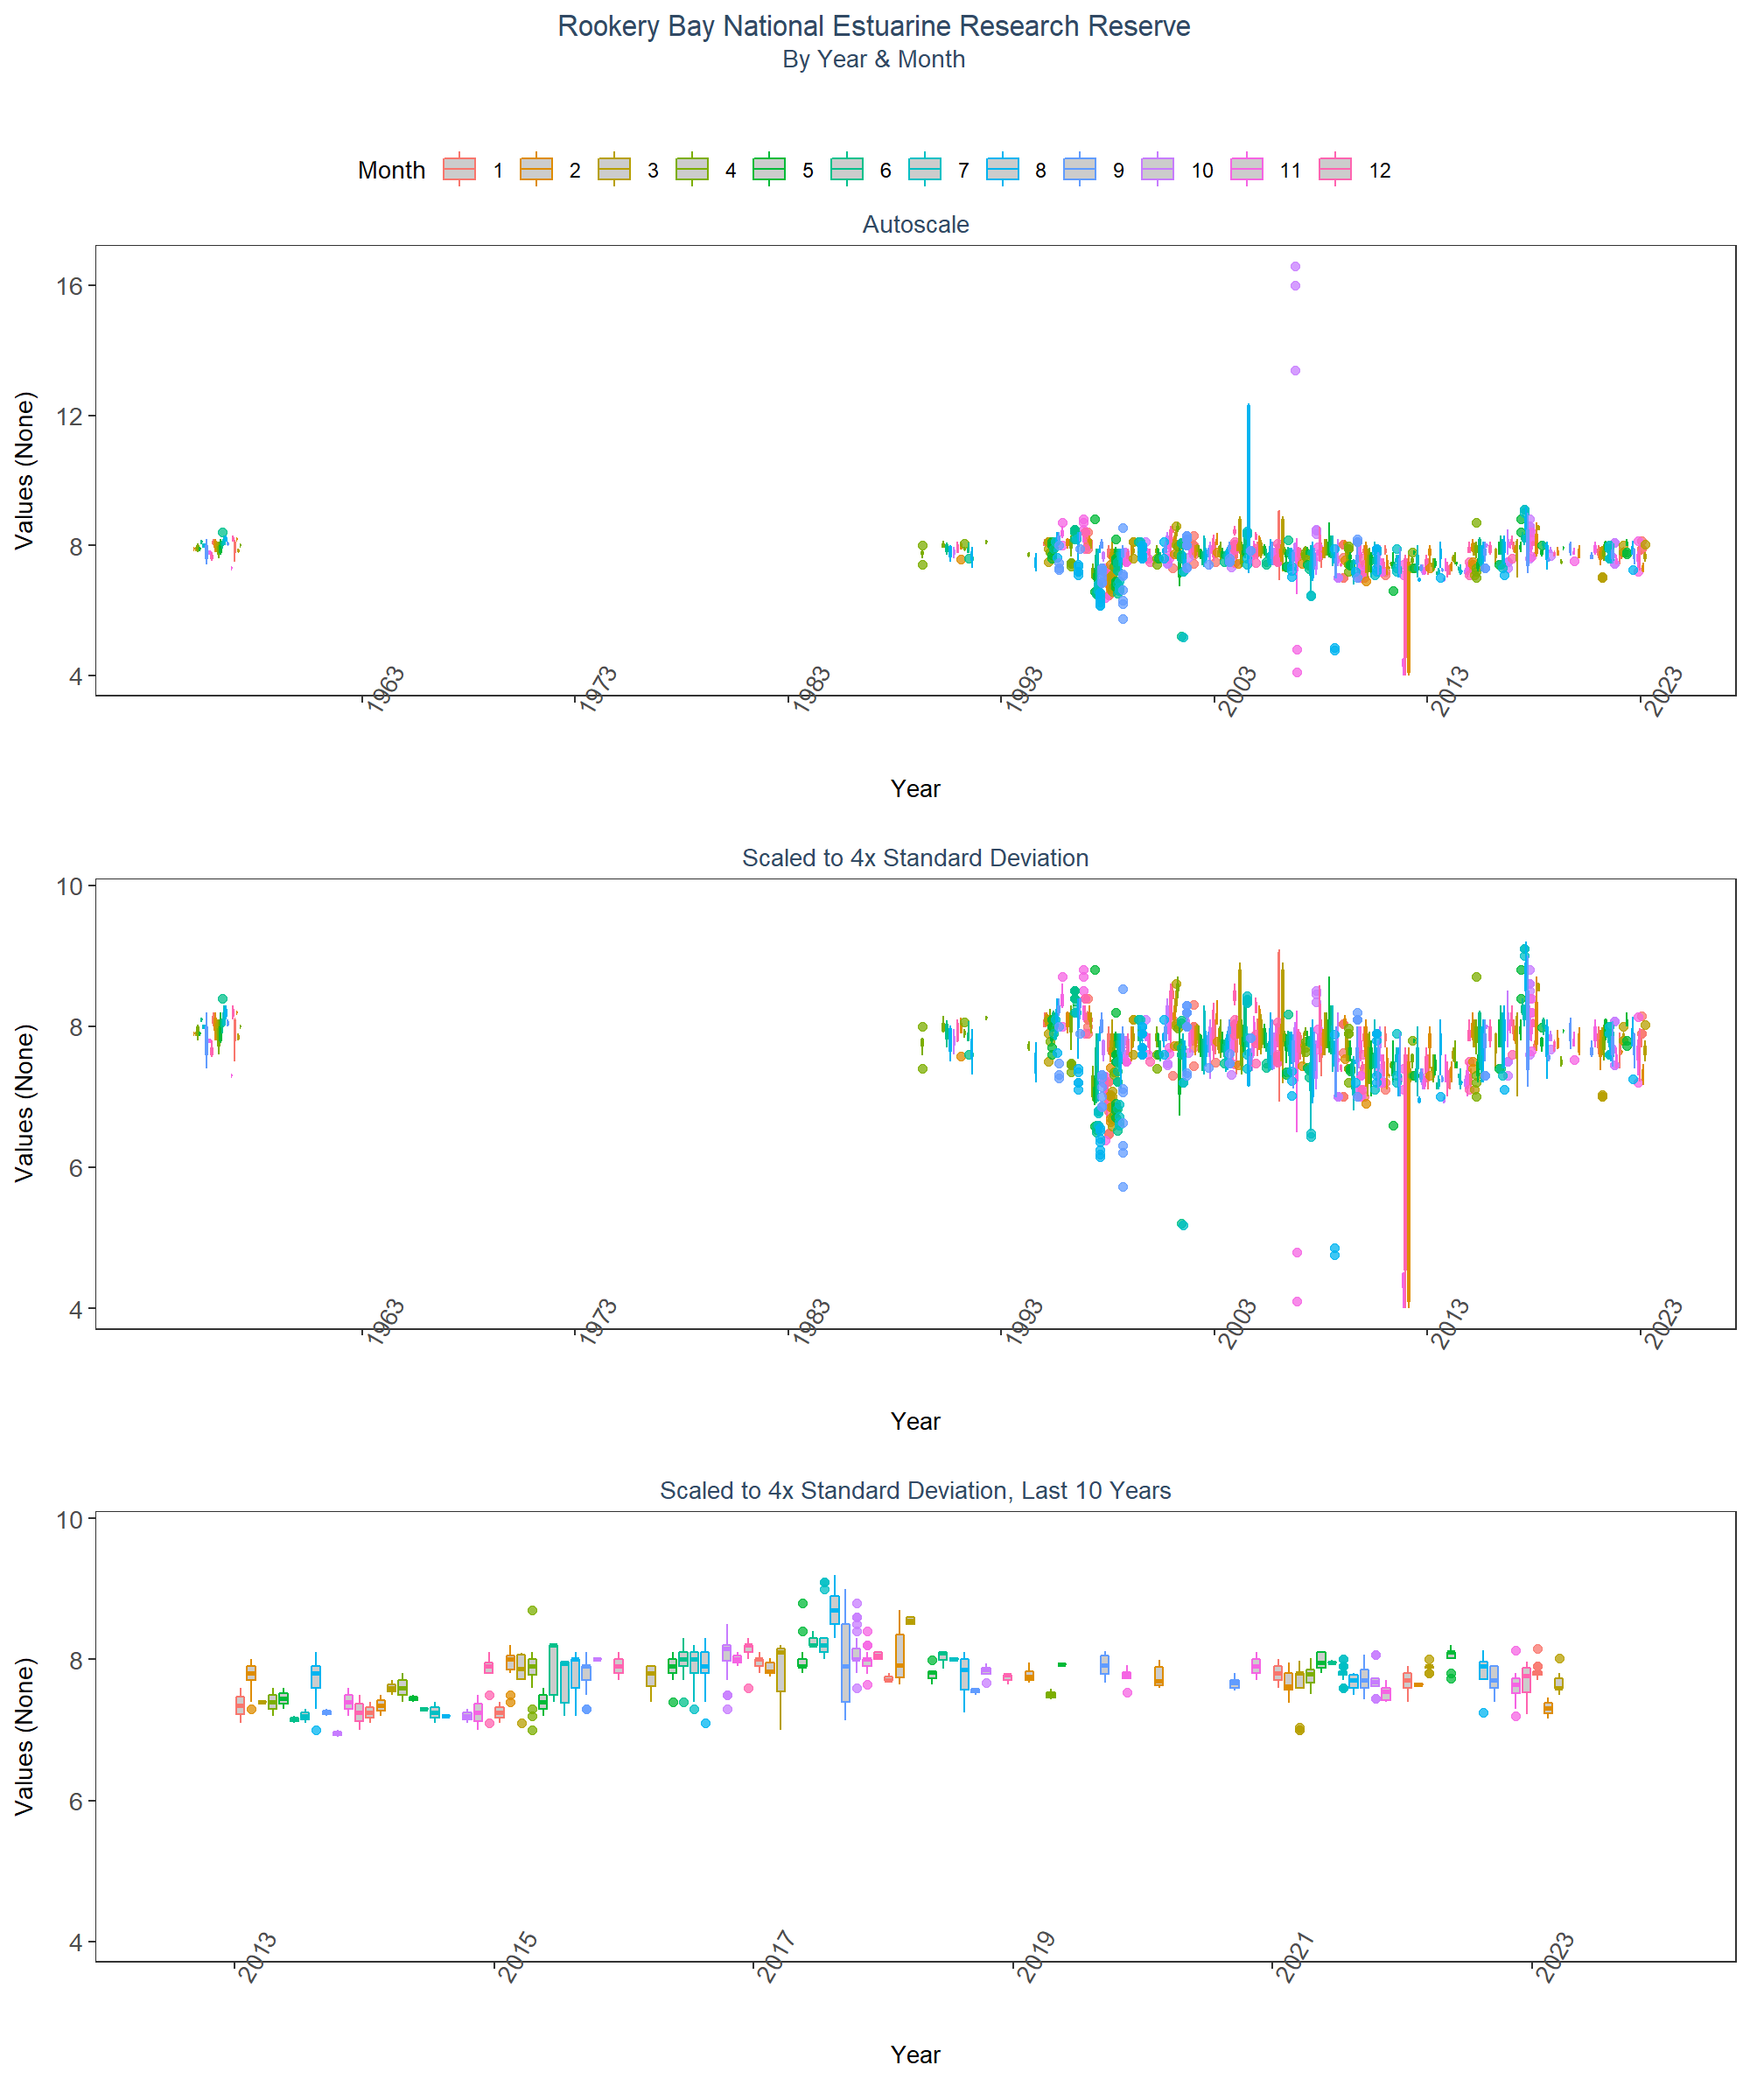 Rookery Bay National Estuarine Research Reserve
By Year & Month
Month 1 2 3 4 5 6 7 8 9 10 11 12
Autoscale
Values (None)
16
12
8
4
1963 1973 1983 1993 2003 2013 2023
Year
Scaled to 4x Standard Deviation
Values (None)
10
8
6
4
1963 1973 1983 1993 2003 2013 2023
Year
Scaled to 4x Standard Deviation, Last 10 Years
Values (None)
10
8
6
4
2013 2015 2017 2019 2021 2023
Year